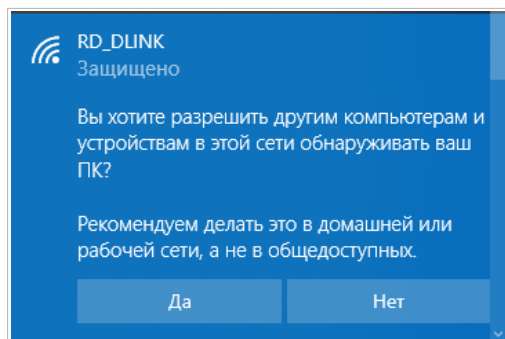 RD_DLINK
Защищено
Вы хотите разрешить другим компьютерам и
устройствам в этой сети обнаруживать ваш
ПК?
Рекомендуем делать это в домашней или
рабочей сети, а не в общедоступных.
Да
Нет